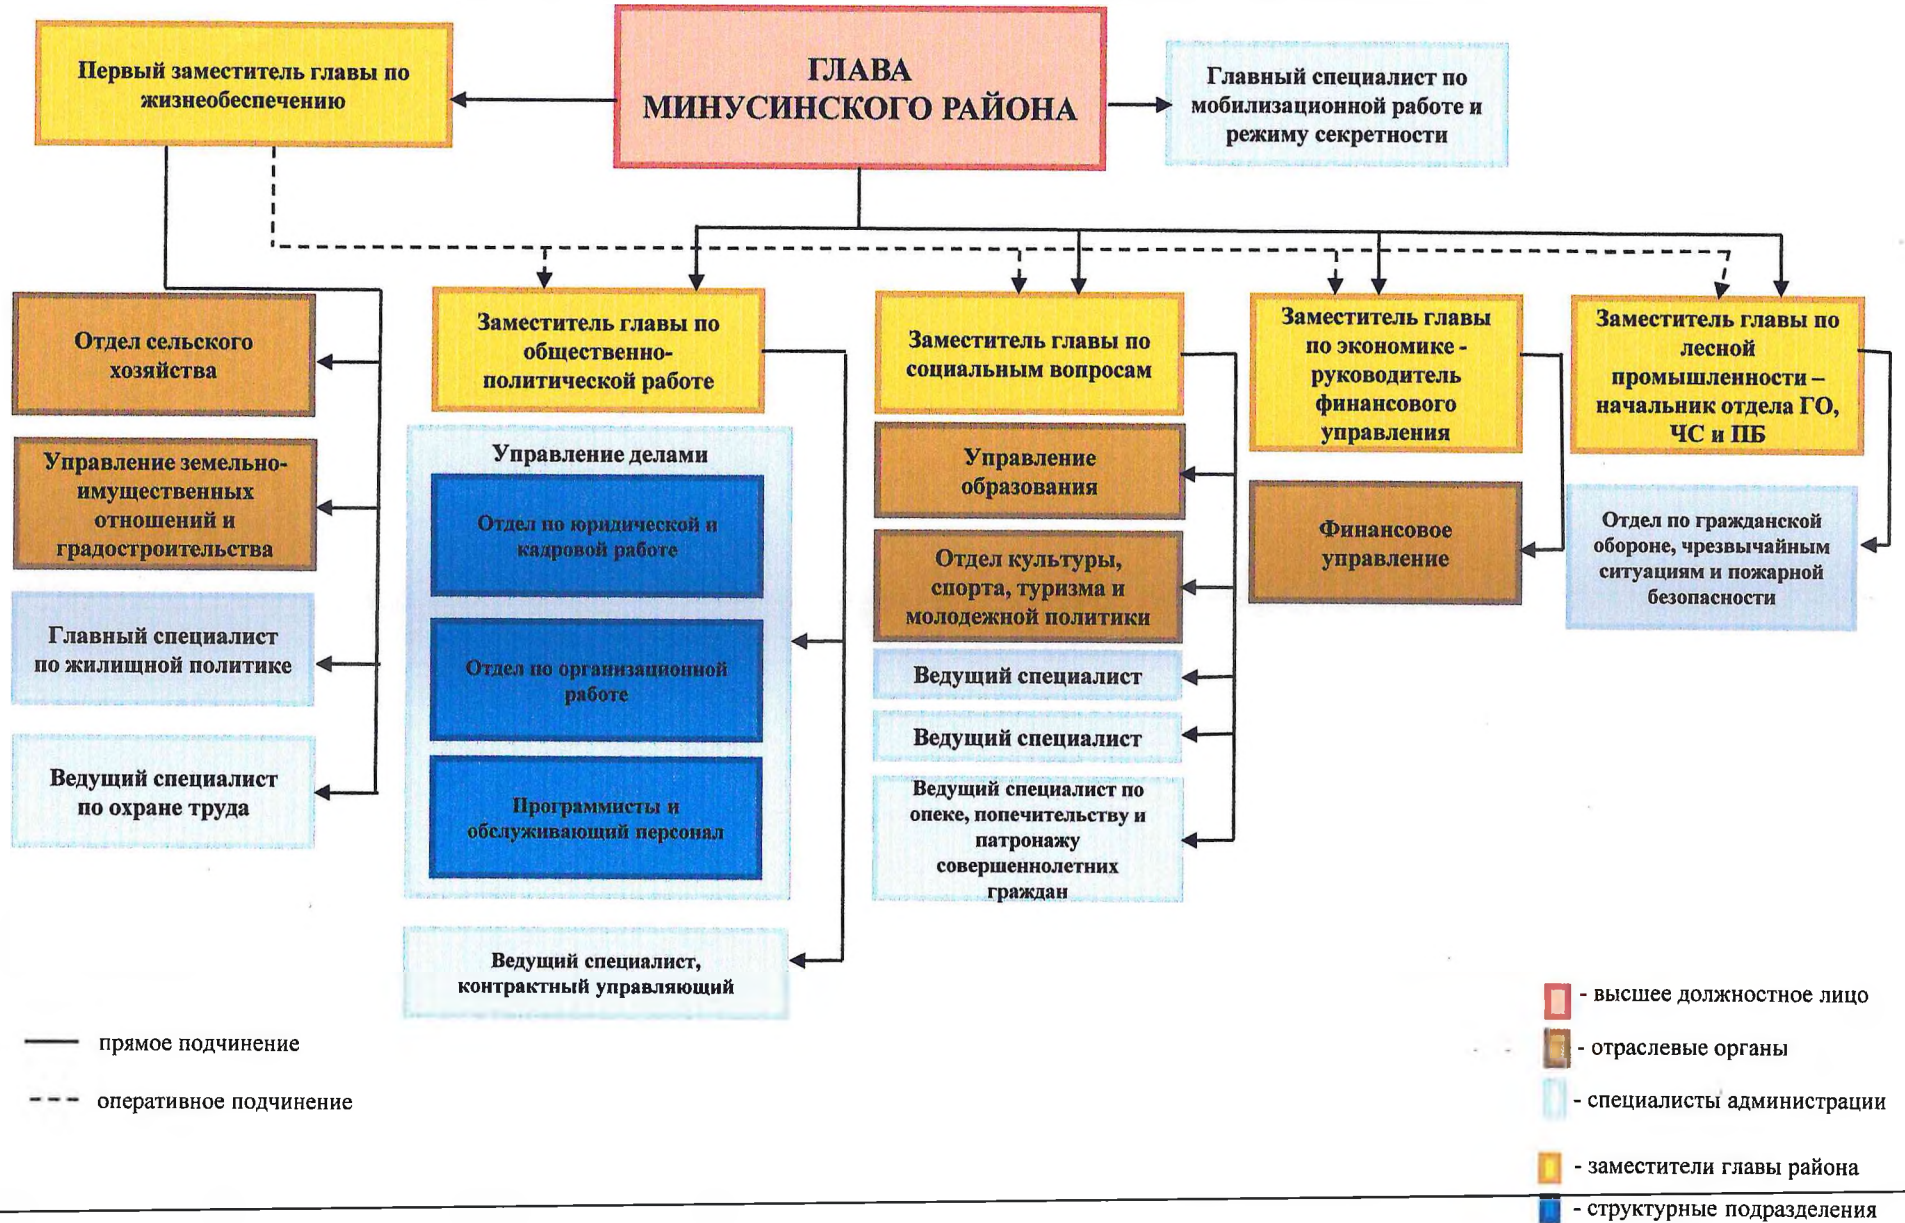 Первый заместитель главы по
жизнеобеспечению
ГЛАВА
МИНУСИНСКОГО РАЙОНА
Главный специалист по
мобилизационной работе и
режиму секретности
Отдел сельского
хозяйства
Управление земельно-
имущественных
отношений и
градостроительства
Главный специалист
по жилищной политике
Ведущий специалист
по охране труда
Заместитель главы по
общественно-
политической работе
Управление делами
Отдел по юридической и
кадровой работе
Отдел по организационной
работе
Программисты и
обслуживающий персонал
Ведущий специалист,
контрактный управляющий
Заместитель главы по
социальным вопросам
Управление
образования
Отдел культуры,
спорта, туризма и
молодежной политики
Ведущий специалист
Ведущий специалист
Ведущий специалист по
опеке, попечительству и
патронажу
совершеннолетних
граждан
Заместитель главы
по экономике -
руководитель
финансового
управления
Финансовое
управление
Заместитель главы по
лесной
промышленности –
начальник отдела ГО,
ЧС и ПБ
Отдел по гражданской
обороне, чрезвычайным
ситуациям и пожарной
безопасности
прямое подчинение
оперативное подчинение
- высшее должностное лицо
- отраслевые органы
- специалисты администрации
- заместители главы района
- структурные подразделения